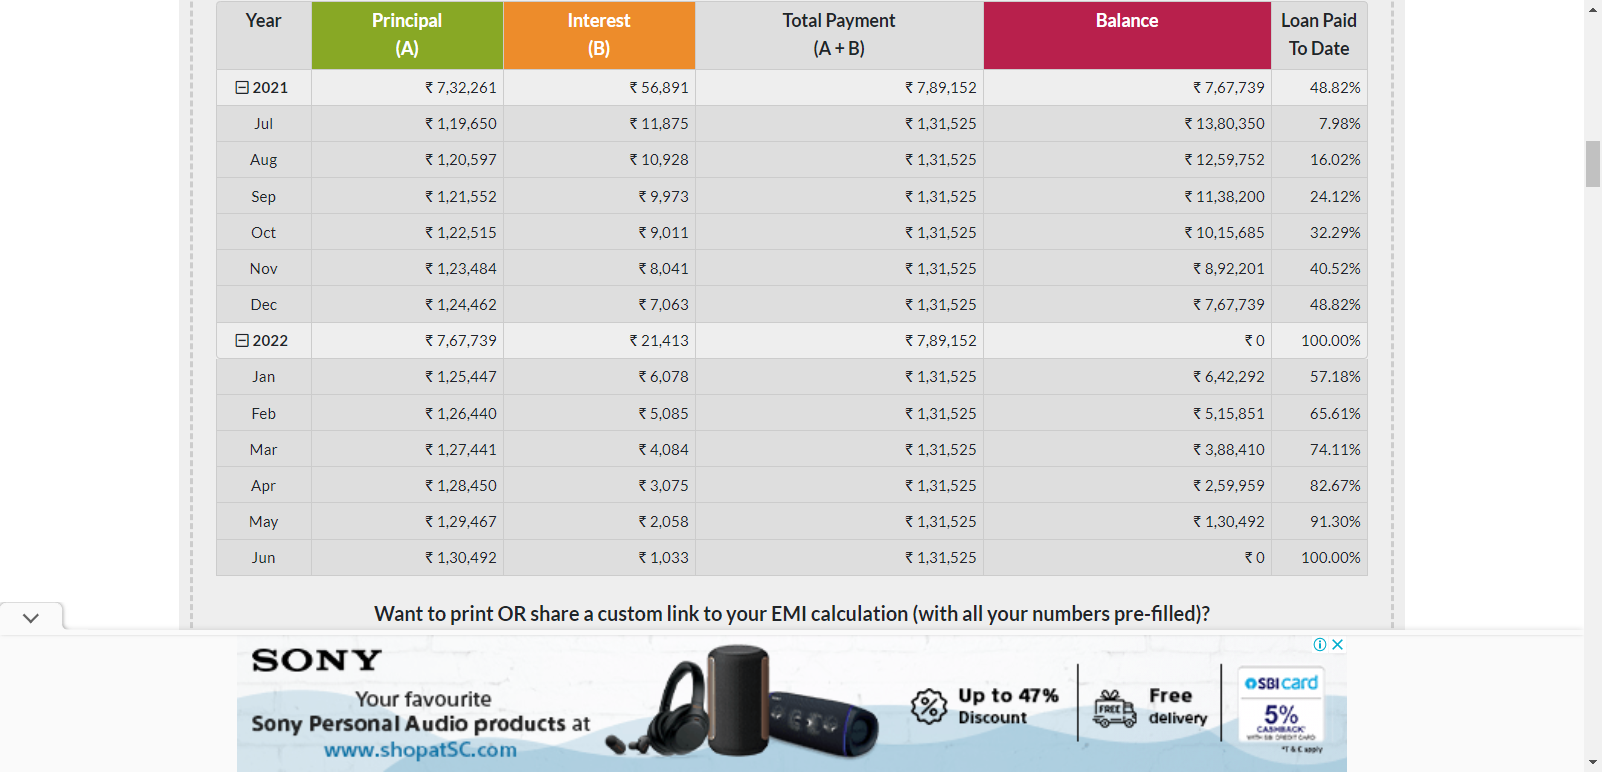 Year Principal Interest Total Payment Balance Loan Paid
(A) (B) (A + B) To Date
2021 ₹ 7,32,261 ₹ 56,891 ₹ 7,89,152 ₹ 7,67,739 48.82%
Jul ₹ 1,19,650 ₹ 11,875 ₹ 1,31,525 ₹ 13,80,350 7.98%
Aug ₹ 1,20,597 ₹ 10,928 ₹ 1,31,525 ₹ 12,59,752 16.02%
Sep ₹ 1,21,552 ₹ 9,973 ₹ 1,31,525 ₹ 11,38,200 24.12%
Oct ₹ 1,22,515 ₹ 9,011 ₹ 1,31,525 ₹ 10,15,685 32.29%
Nov ₹ 1,23,484 ₹ 8,041 ₹ 1,31,525 ₹ 8,92,201 40.52%
Dec ₹ 1,24,462 ₹ 7,063 ₹ 1,31,525 ₹ 7,67,739 48.82%
2022 ₹ 7,67,739 ₹ 21,413 ₹ 7,89,152 ₹ 0 100.00%
Jan ₹ 1,25,447 ₹ 6,078 ₹ 1,31,525 ₹ 6,42,292 57.18%
Feb ₹ 1,26,440 ₹ 5,085 ₹ 1,31,525 ₹ 5,15,851 65.61%
Mar ₹ 1,27,441 ₹ 4,084 ₹ 1,31,525 ₹ 3,88,410 74.11%
Apr ₹ 1,28,450 ₹ 3,075 ₹ 1,31,525 ₹ 2,59,959 82.67%
May ₹ 1,29,467 ₹ 2,058 ₹ 1,31,525 ₹ 1,30,492 91.30%
Jun ₹ 1,30,492 ₹ 1,033 ₹ 1,31,525 ₹ 0 100.00%
Want to print OR share a custom link to your EMI calculation (with all your numbers pre-filled)?
SONY
Your favourite
Sony Personal Audio products at
www.shopatSC.com
Up to 47%
Discount
FREE
Free
delivery
SBI card
5%
CASHBACK*
WITH SBI CREDIT CARD
*T & C apply